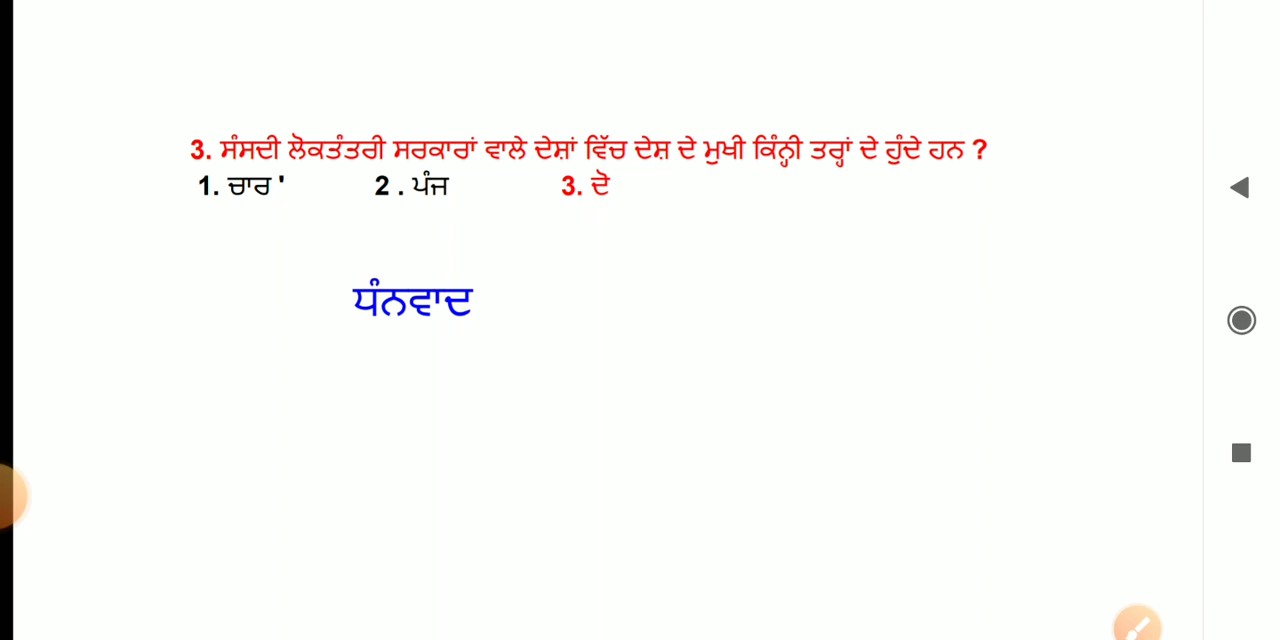 3. ਸੰਸਦੀ ਲੋਕਤੰਤਰੀ ਸਰਕਾਰਾਂ ਵਾਲੇ ਦੇਸ਼ਾਂ ਵਿੱਚ ਦੇਸ਼ ਦੇ ਮੁਖੀ ਕਿੰਨ੍ਹੀ ਤਰ੍ਹਾਂ ਦੇ ਹੁੰਦੇ ਹਨ ?
1. ਚਾਰ ' 2 . ਪੰਜ 3. ਦੋ
ਧੰਨਵਾਦ